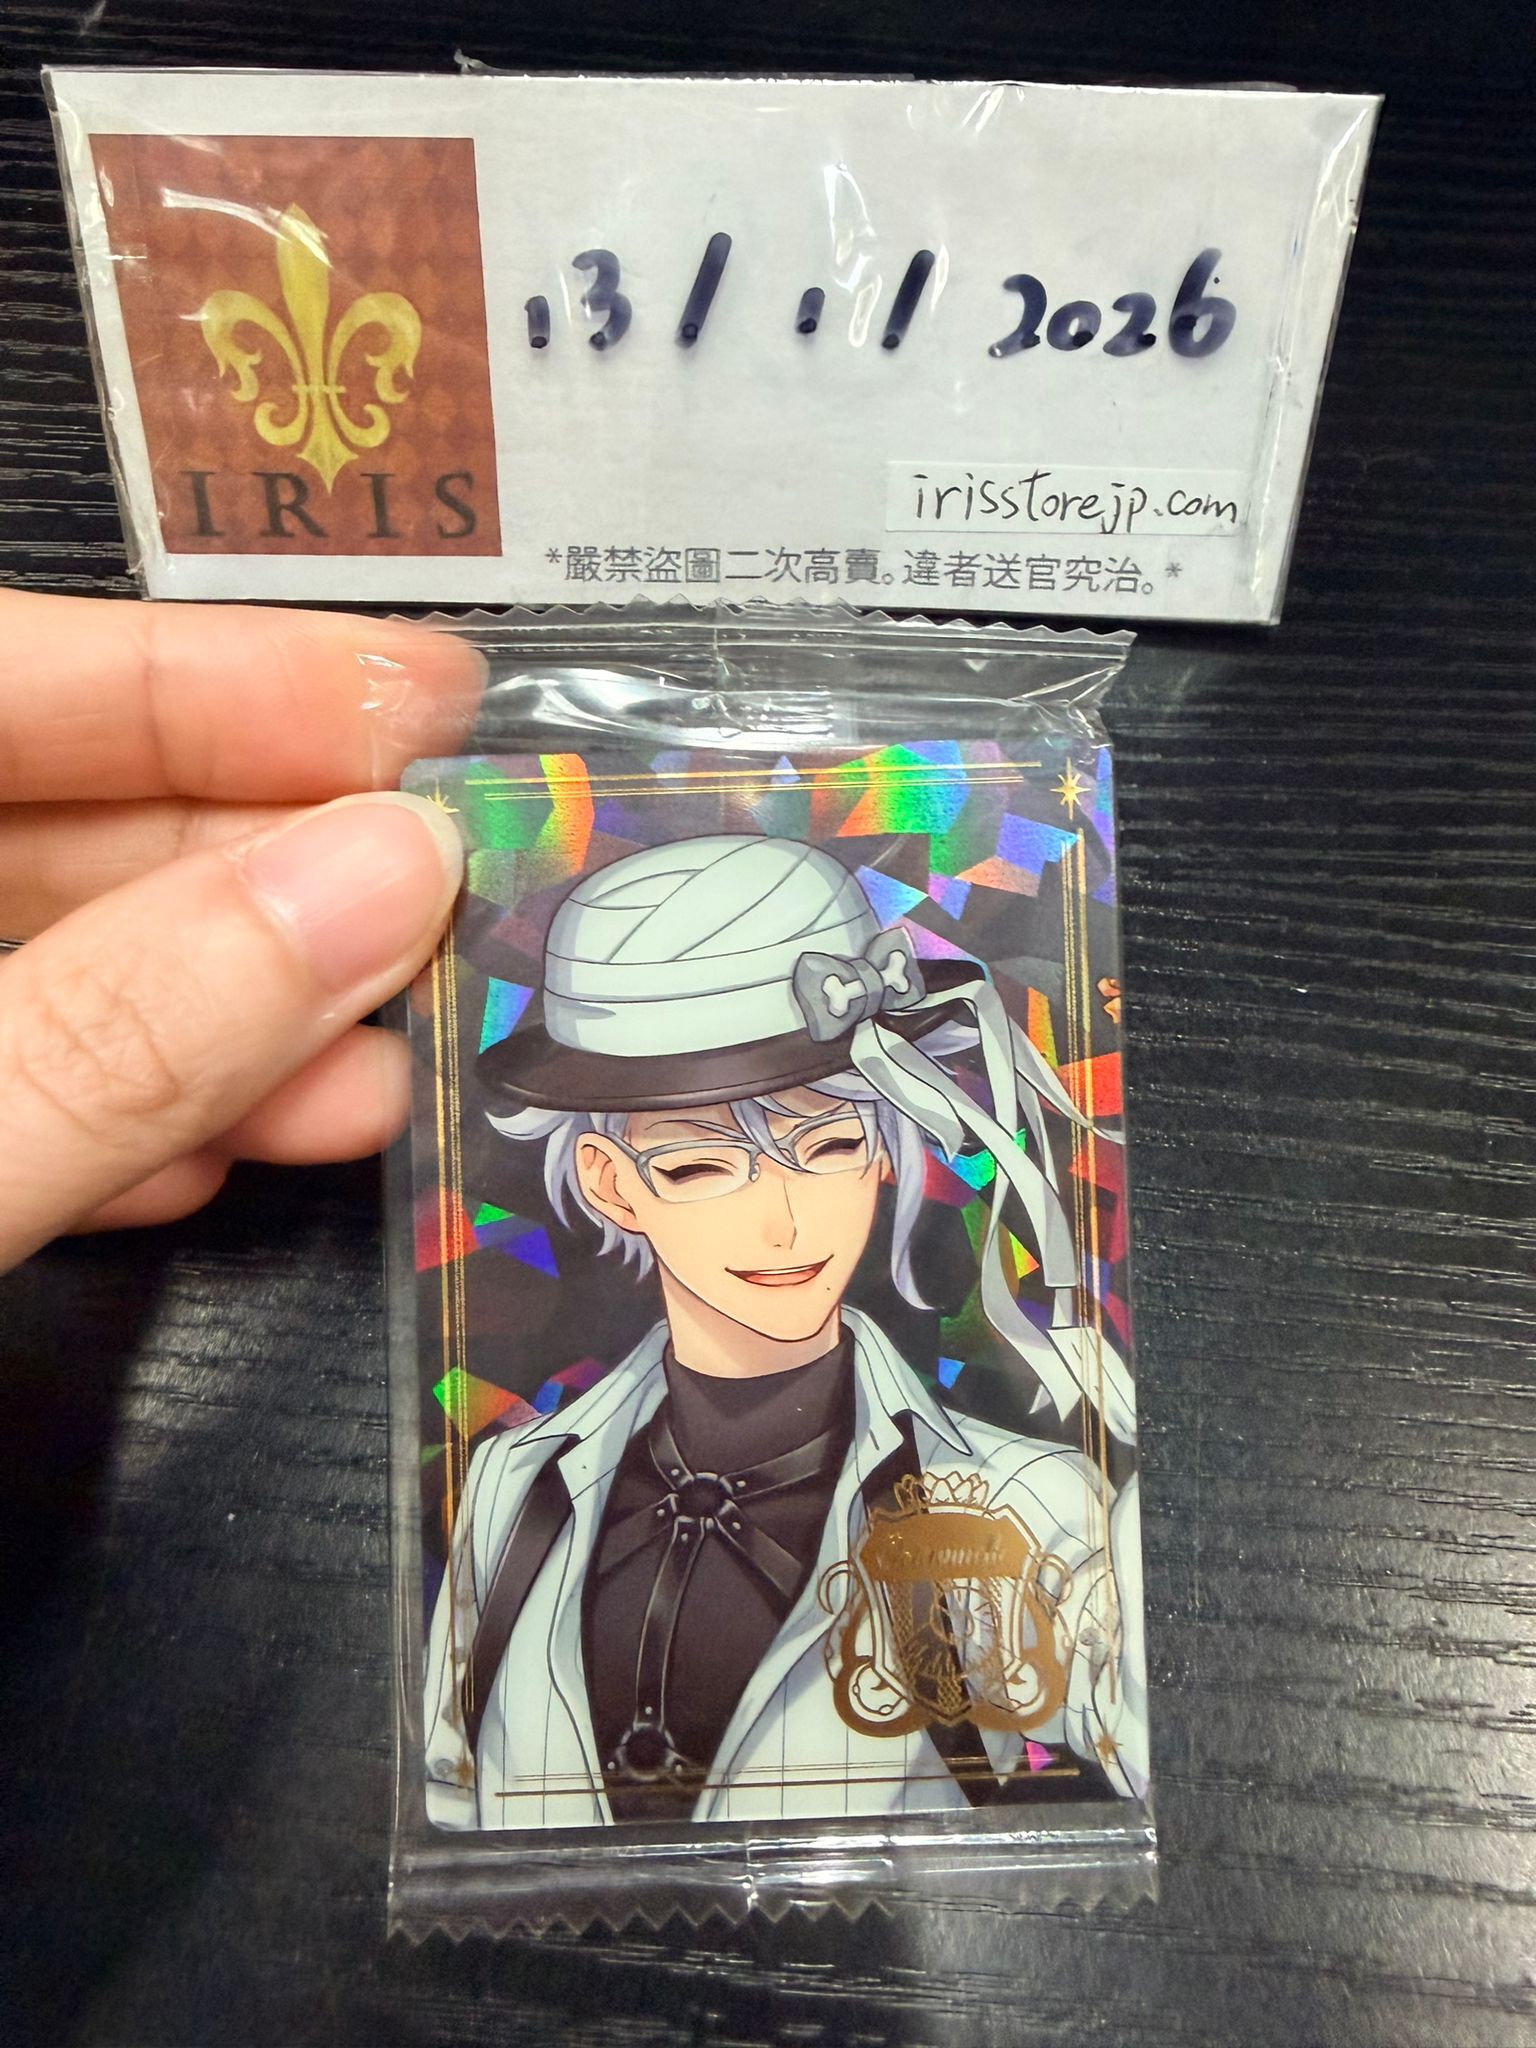 13 / 1 / 2026
IRIS
irisstorejp.com
*嚴禁盜圖二次高賣。違者送官究治。*